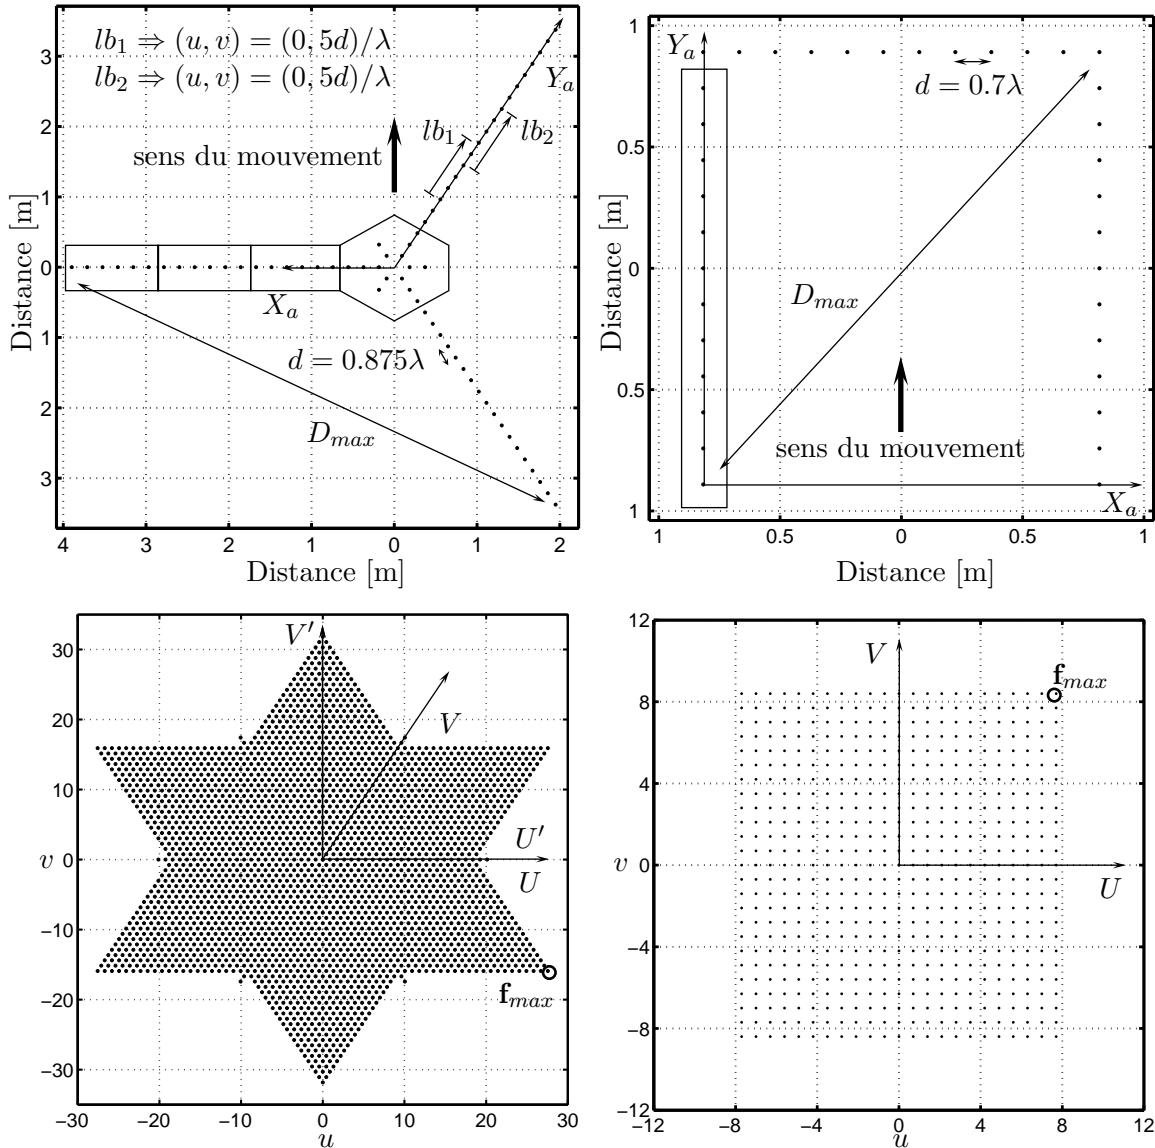 lb₁ ⇒ (u, v) = (0, 5d)/λ
lb₂ ⇒ (u, v) = (0, 5d)/λ
Yₐ
lb₁
lb₂
sens du mouvement
Xₐ
d = 0.875λ
D_max
3
2
1
0
1
2
3
Distance [m]
4 3 2 1 0 1 2
Distance [m]
Yₐ
d = 0.7λ
D_max
sens du mouvement
Xₐ
1
0.5
0
0.5
1
Distance [m]
1 0.5 0 0.5 1
Distance [m]
V′
V
U′
U
f_max
30
20
10
0
−10
−20
−30
v
−30 −20 −10 0 10 20 30
u
V
f_max
U
12
8
4
0
−4
−8
−12
v
−12 −8 −4 0 4 8 12
u